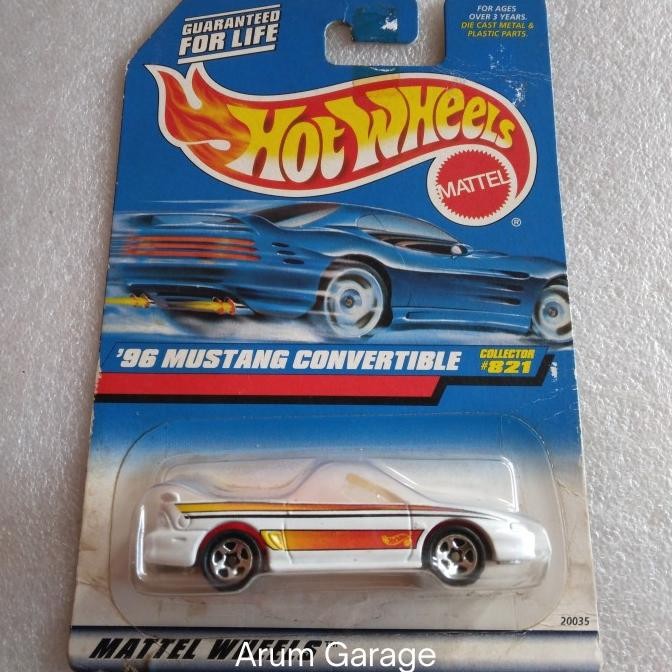 GUARANTEED
FOR LIFE
FOR AGES
OVER 3 YEARS.
DIE CAST METAL &
PLASTIC PARTS.
HOT WHEELS
MATTEL
®
'96 MUSTANG CONVERTIBLE
COLLECTOR
#821
20035
MATTEL WHEELS™
Arum Garage